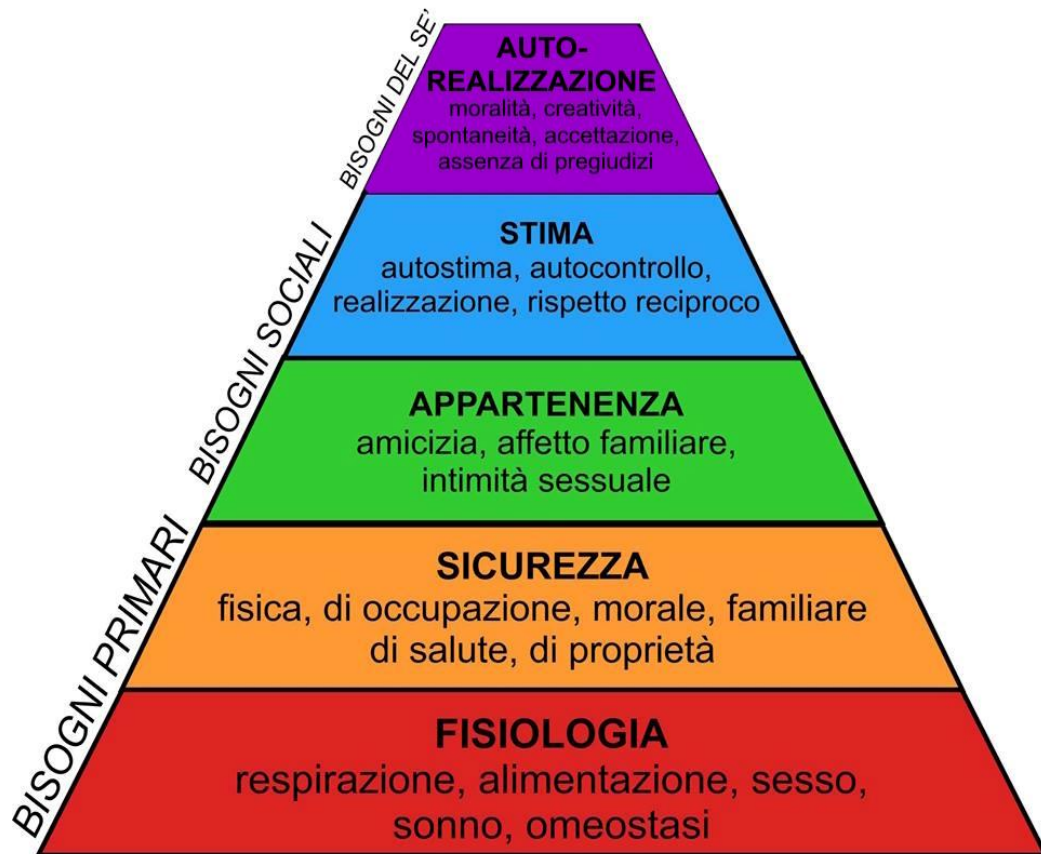 AUTO-
REALIZZAZIONE
moralità, creatività,
spontaneità, accettazione,
assenza di pregiudizi
BISOGNI DEL SE'
STIMA
autostima, autocontrollo,
realizzazione, rispetto reciproco
BISOGNI SOCIALI
APPARTENENZA
amicizia, affetto familiare,
intimità sessuale
SICUREZZA
fisica, di occupazione, morale, familiare
di salute, di proprietà
BISOGNI PRIMARI
FISIOLOGIA
respirazione, alimentazione, sesso,
sonno, omeostasi